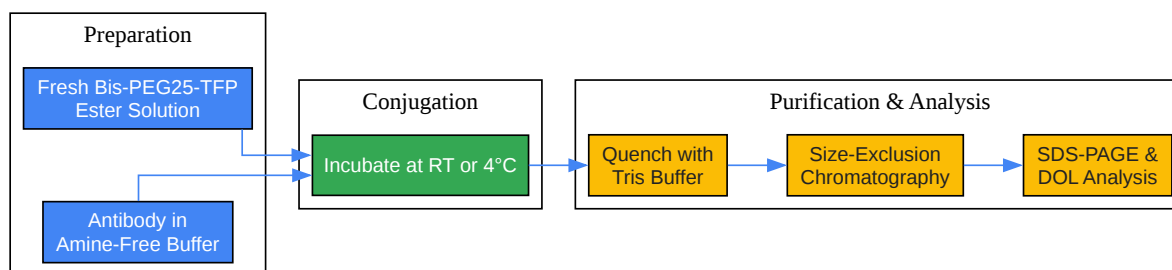 Preparation
Fresh Bis-PEG25-TFP
Ester Solution
Antibody in
Amine-Free Buffer
Conjugation
Incubate at RT or 4°C
Purification & Analysis
Quench with
Tris Buffer
Size-Exclusion
Chromatography
SDS-PAGE &
DOL Analysis